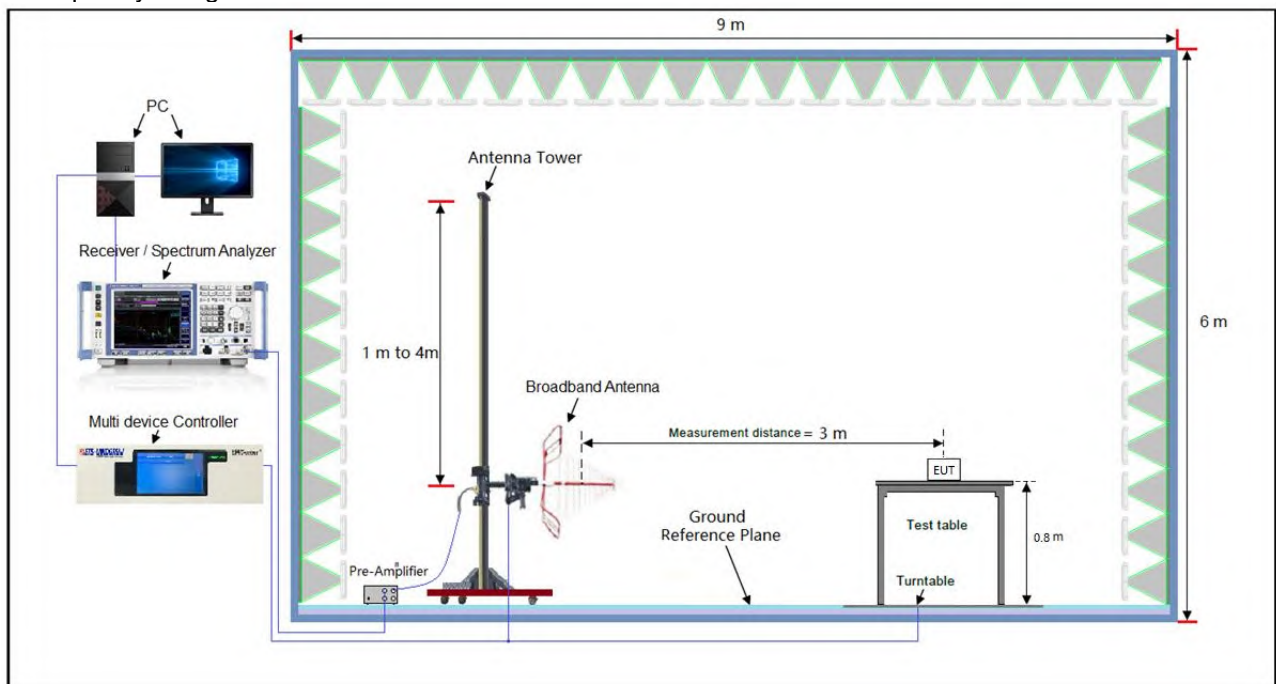 9 m
PC
Antenna Tower
Receiver / Spectrum Analyzer
6 m
1 m to 4m
Broadband Antenna
Measurement distance = 3 m
Multi device Controller
EUT
Ground
Reference Plane
Test table
0.8 m
Pre-Amplifier
Turntable